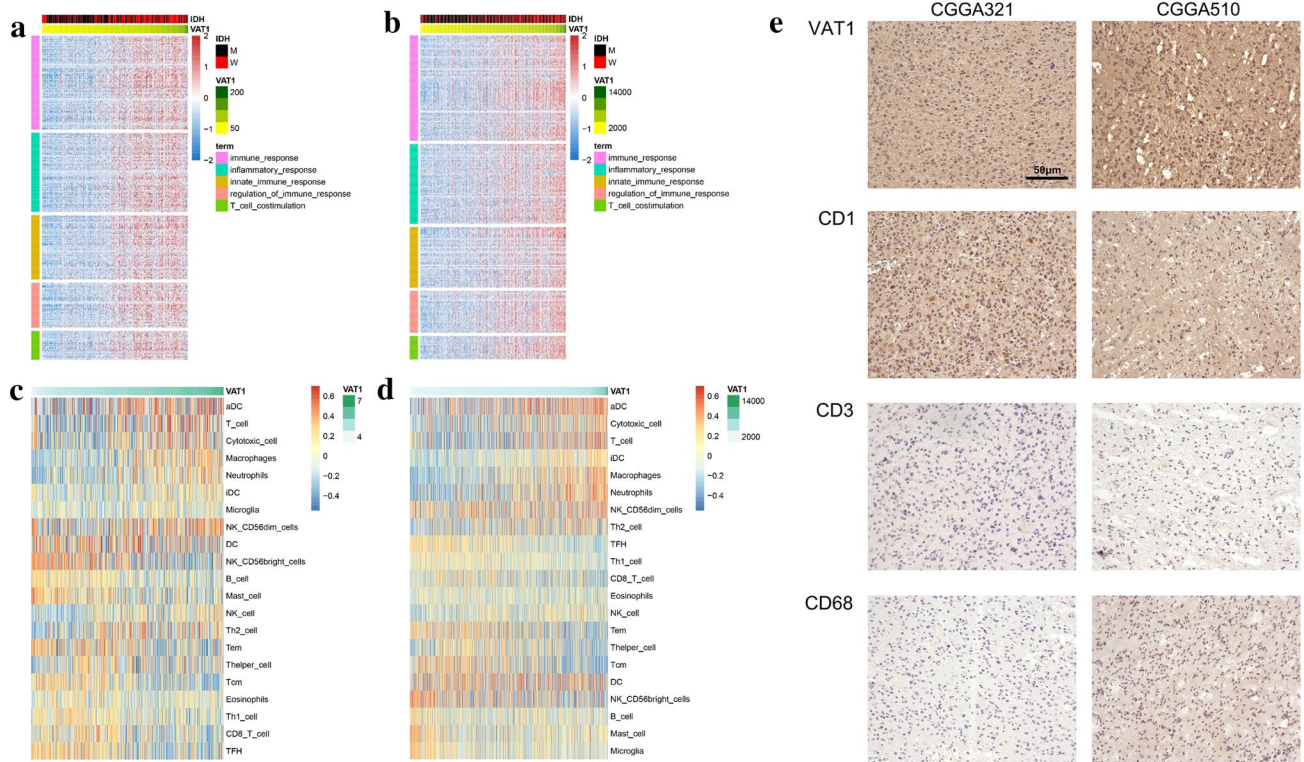 a
IDH
VAT1
2
1
0
−1
−2
IDH
M
W
VAT1
200
50
term
immune_response
inflammatory_response
innate_immune_response
regulation_of_immune_response
T_cell_costimulation
b
IDH
VAT1
2
1
0
−1
−2
IDH
M
W
VAT1
14000
2000
term
immune_response
inflammatory_response
innate_immune_response
regulation_of_immune_response
T_cell_costimulation
c
VAT1
aDC
T_cell
Cytotoxic_cell
Macrophages
Neutrophils
iDC
Microglia
NK_CD56dim_cells
DC
NK_CD56bright_cells
B_cell
Mast_cell
NK_cell
Th2_cell
Tem
Thelper_cell
Tcm
Eosinophils
Th1_cell
CD8_T_cell
TFH
0.6
0.4
0.2
0
−0.2
−0.4
VAT1
7
4
d
VAT1
aDC
Cytotoxic_cell
T_cell
iDC
Macrophages
Neutrophils
NK_CD56dim_cells
Th2_cell
TFH
Th1_cell
CD8_T_cell
Eosinophils
NK_cell
Tem
Thelper_cell
Tcm
DC
NK_CD56bright_cells
B_cell
Mast_cell
Microglia
0.6
0.4
0.2
0
−0.2
−0.4
VAT1
14000
2000
e
CGGA321
CGGA510
VAT1
50μm
CD1
CD3
CD68